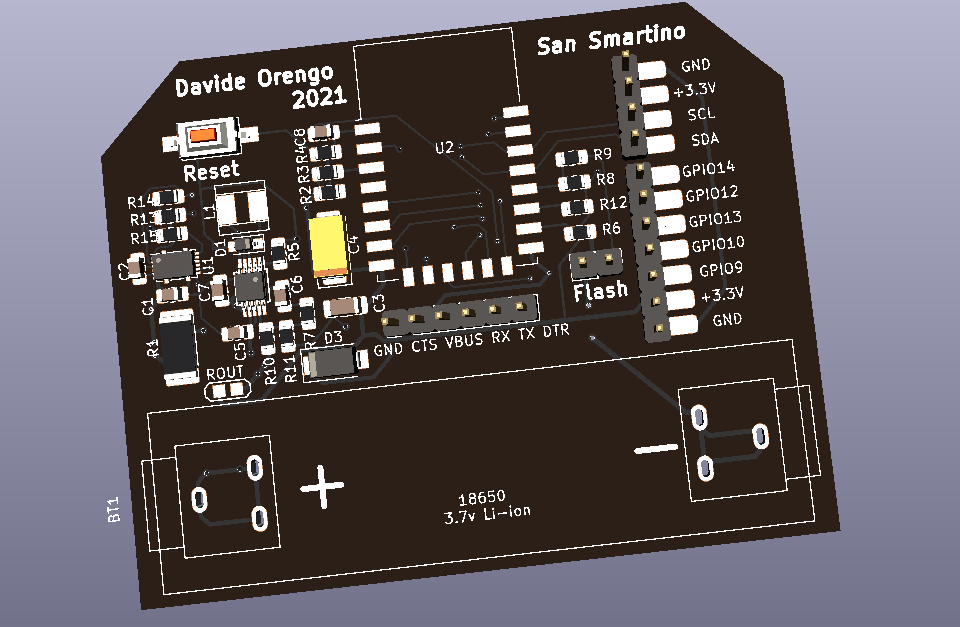 San Smartino
Davide Orengo
2021
GND
+3.3V
SCL
SDA
GPIO14
GPIO12
GPIO13
GPIO10
GPIO9
+3.3V
GND
Reset
C8
R4
R3
R2
U2
R9
R8
R12
R6
Flash
R14
R13
R15
L1
D1
U1
R5
C4
C2
C1
C7
C6
C3
R1
C5
R10
R11
R7
D3
ROUT
GND CTS VBUS RX TX DTR
BT1
+
−
18650
3.7v Li-ion